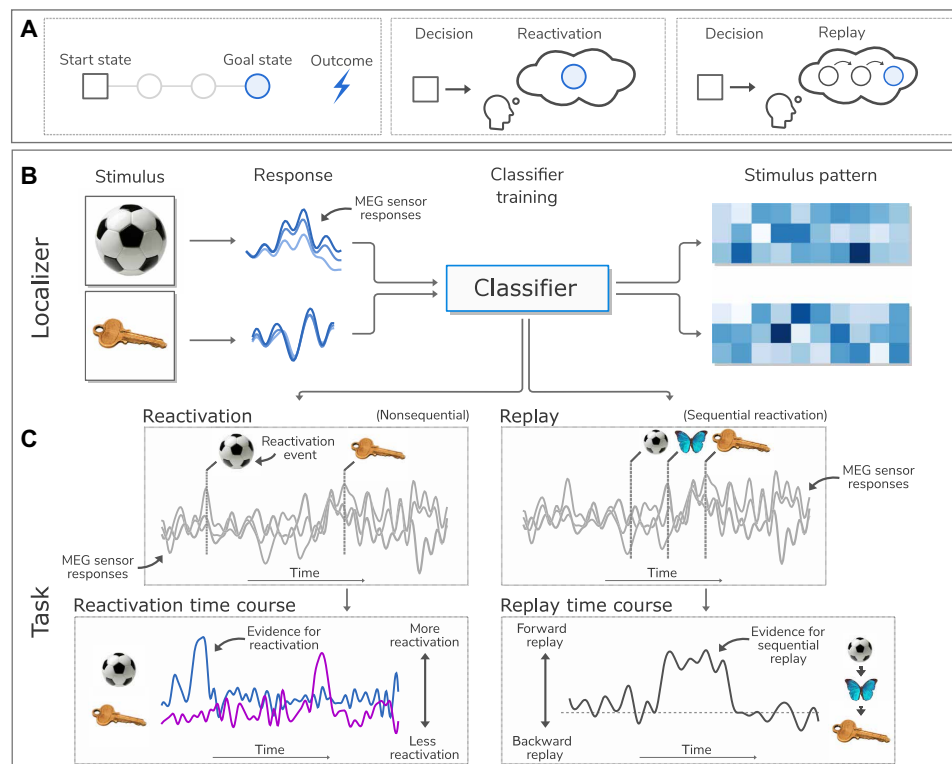 A
Start state
Goal state
Outcome
Decision
Reactivation
Decision
Replay
B
Localizer
Stimulus
Response
Classifier
training
Stimulus pattern
MEG sensor
responses
Classifier
C
Task
Reactivation
(Nonsequential)
Reactivation
event
MEG sensor
responses
Time
Replay
(Sequential reactivation)
MEG sensor
responses
Time
Reactivation time course
Evidence for
reactivation
More
reactivation
Less
reactivation
Time
Replay time course
Forward
replay
Evidence for
sequential
replay
Backward
replay
Time